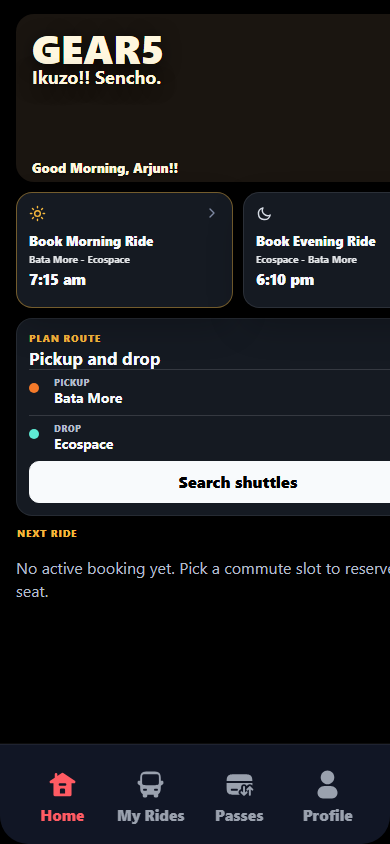 GEAR5
Ikuzo!! Sencho.
Good Morning, Arjun!!
Book Morning Ride
Bata More - Ecospace
7:15 am
Book Evening Ride
Ecospace - Bata More
6:10 pm
PLAN ROUTE
Pickup and drop
PICKUP
Bata More
DROP
Ecospace
Search shuttles
NEXT RIDE
No active booking yet. Pick a commute slot to reserve
seat.
Home
My Rides
Passes
Profile